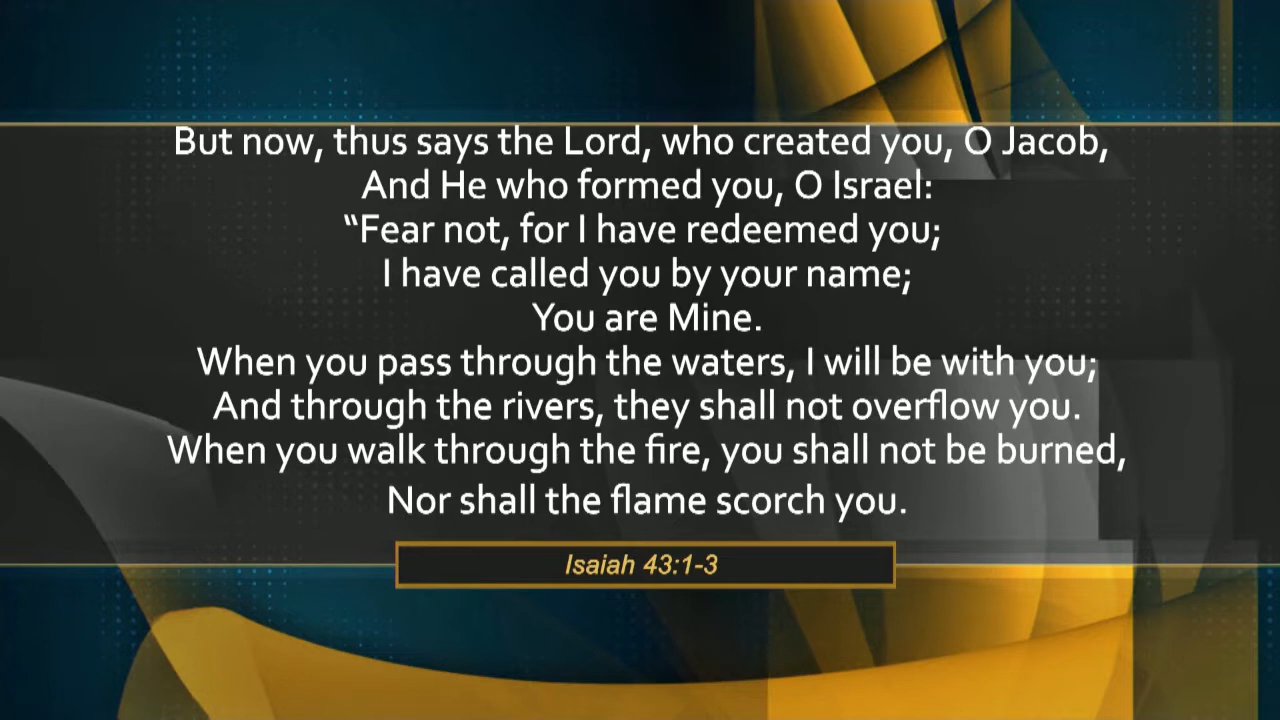 But now, thus says the Lord, who created you, O Jacob,
And He who formed you, O Israel:
“Fear not, for I have redeemed you;
I have called you by your name;
You are Mine.
When you pass through the waters, I will be with you;
And through the rivers, they shall not overflow you.
When you walk through the fire, you shall not be burned,
Nor shall the flame scorch you.
Isaiah 43:1-3